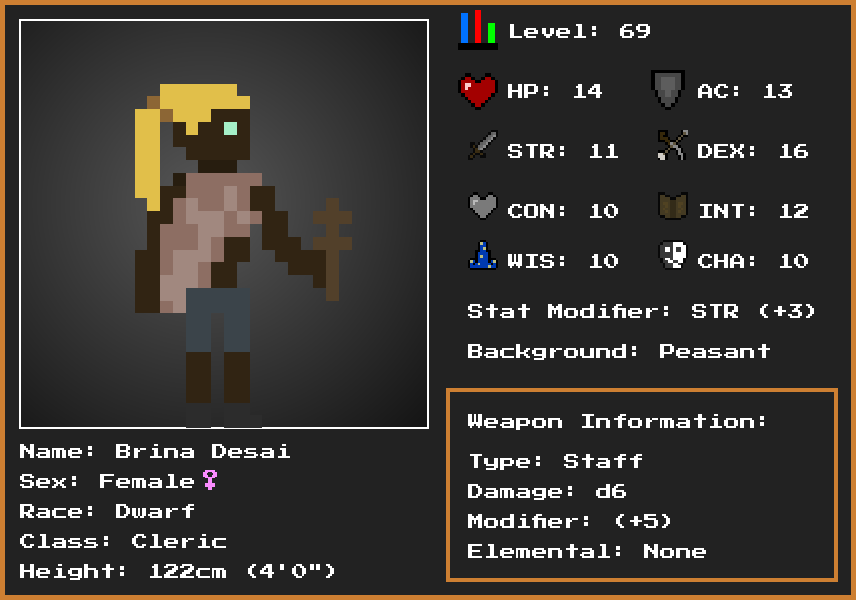 Level: 69
HP: 14
AC: 13
STR: 11
DEX: 16
CON: 10
INT: 12
WIS: 10
CHA: 10
Stat Modifier: STR (+3)
Background: Peasant
Weapon Information:
Type: Staff
Damage: d6
Modifier: (+5)
Elemental: None
Name: Brina Desai
Sex: Female♀
Race: Dwarf
Class: Cleric
Height: 122cm (4'0")